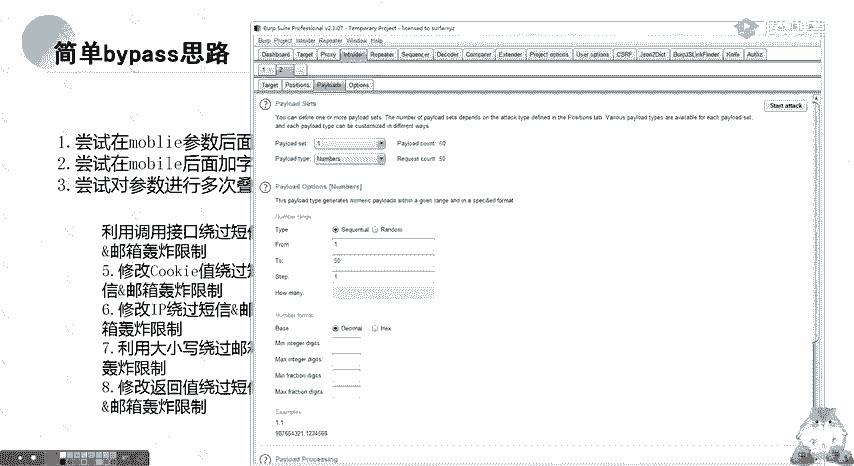 简单bypass思路
1.尝试在moblie参数后面
2.尝试在mobile后面加字
3.尝试对参数进行多次叠
利用调用接口绕过短信
&邮箱轰炸限制
5.修改Cookie值绕过短
信&邮箱轰炸限制
6.修改IP绕过短信&邮
箱轰炸限制
7.利用大小写绕过邮箱
轰炸限制
8.修改返回值绕过短信
&邮箱轰炸限制
Burp Suite Professional v2.1.07 - Temporary Project - licensed to surferxyz
Burp Project Intruder Repeater Window Help
Dashboard Target Proxy Intruder Repeater Sequencer Decoder Comparer Extender Project options User options CSRF Json2Dict BurpJSLinkFinder Knife Authz
1 2 ...
Target Positions Payloads Options
Payload Sets
Start attack
You can define one or more payload sets. The number of payload sets depends on the attack type defined in the Positions tab. Various payload types are available for each payload set,
and each payload type can be customized in different ways.
Payload set: 1 Payload count: 50
Payload type: Numbers Request count: 50
Payload Options [Numbers]
This payload type generates numeric payloads within a given range and in a specified format.
Number range
Type: Sequential Random
From: 1
To: 50
Step: 1
How many:
Number format
Base: Decimal Hex
Min integer digits:
Max integer digits:
Min fraction digits:
Max fraction digits:
Examples
1.1
987654321.1234568
Payload Processing